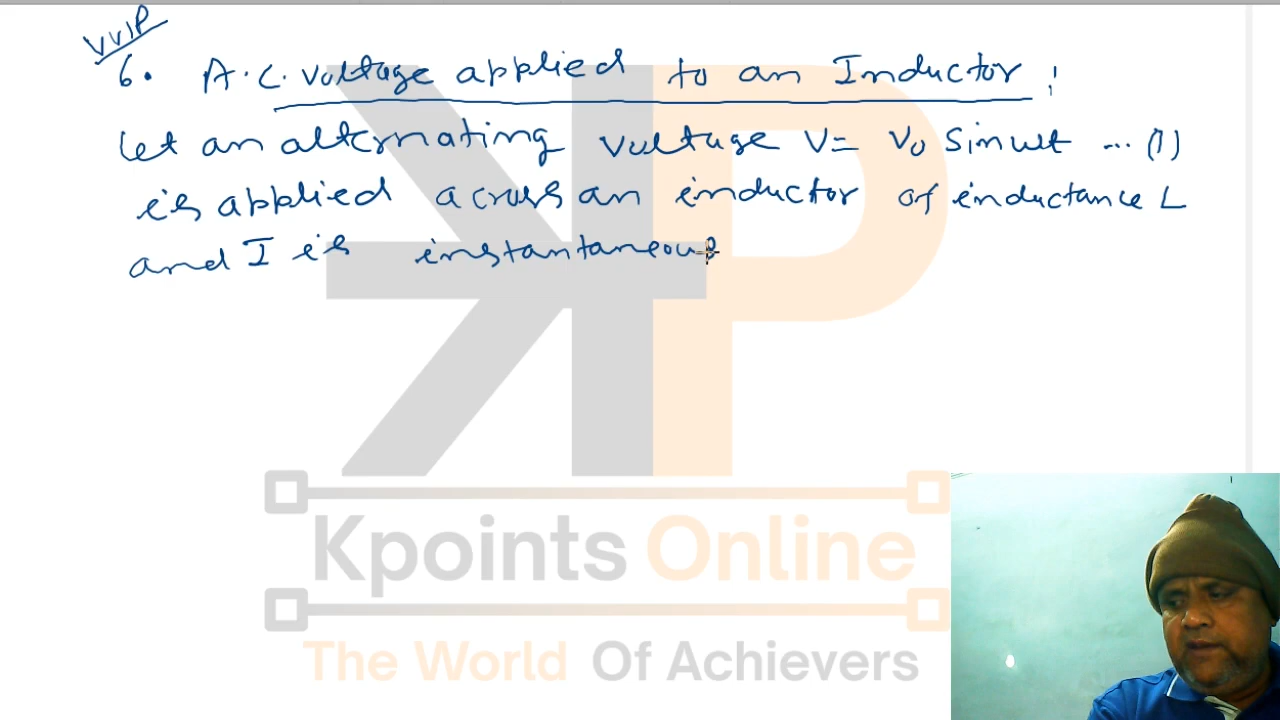 VVIP
6. A.C. voltage applied to an Inductor :
Let an alternating voltage V = V₀ Sinωt ... (1)
is applied across an inductor of inductance L
and I is instantaneous
Kpoints Online
The World Of Achievers